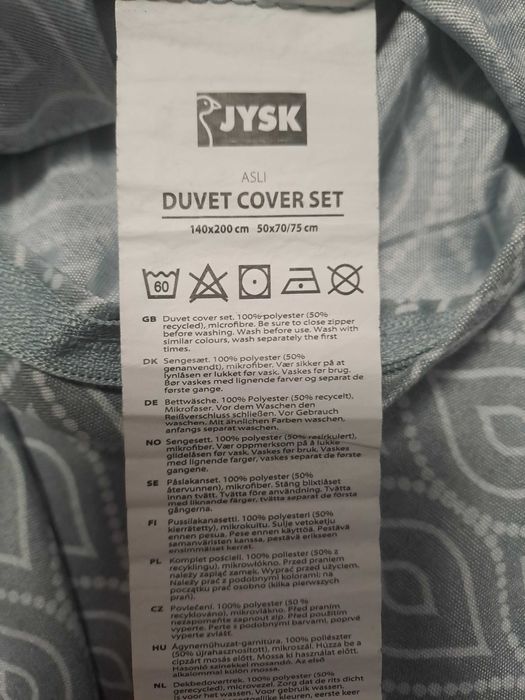 JYSK
ASLI
DUVET COVER SET
140x200 cm 50x70/75 cm
60
GB Duvet cover set, 100% polyester (50%
recycled), microfibre. Be sure to close zipper
before washing. Wash before use. Wash with
similar colours, wash separately the first
times.
DK Sengesæt. 100% polyester (50%
genanvendt), mikrofiber. Vær sikker på at
lynlåsen er lukket før vask. Vaskes før brug.
Bør vaskes med lignende farver og separat de
første gange.
DE Bettwäsche. 100% Polyester (50% recycelt),
Mikrofaser. Vor dem Waschen den
Reißverschluss schließen. Vor Gebrauch
waschen. Mit ähnlichen Farben waschen,
anfangs separat waschen.
NO Sengesett. 100% polyester (50% resirkulert),
mikrofiber. Vær oppmerksom på å lukke
glidelåsen før vask. Vaskes før bruk. Vaskes
med lignende farger, vaskes separat de første
gangene.
SE Påslakanset. 100% polyester (50%
återvunnen), mikrofiber. Stäng blixtlåset
innan tvätt. Tvätta före användning. Tvätta
med liknande färger, tvätta separat de första
gångerna.
FI Pussilakanasetti. 100% polyesteri (50%
kierrätetty), mikrokuitu. Sulje vetoketju
ennen pesua. Pese ennen käyttöä. Pestävä
samanväristen kanssa, pestävä erikseen
ensimmäiset kerrat.
PL Komplet pościeli. 100% poliester (50% z
recyklingu), mikrowłókno. Przed praniem
należy zapiąć zamek. Wyprać przed użyciem.
Należy prać z podobnymi kolorami; na
początku prać osobno (kilka pierwszych
prań).
CZ Povlečení. 100% polyester (50 %
recyklováno), mikrovlákno. Před praním
nezapomeňte zapnout zip. Před použitím
vyperte. Perte s podobnými barvami, poprvé
vyperte zvlášť.
HU Ágyneműhuzat-garnitúra. 100% poliészter
(50% újrahasznosított), mikroszál. Húzza be a
cipzárt mosás előtt. Mossa ki használat előtt.
Hasonló színekkel mosandó. Az első
alkalommal külön mossa.
NL Dekbedovertrek. 100% polyester (50%
gerecycled), microvezel. Zorg dat de rits dicht
is voor het wassen. Voor gebruik wassen.